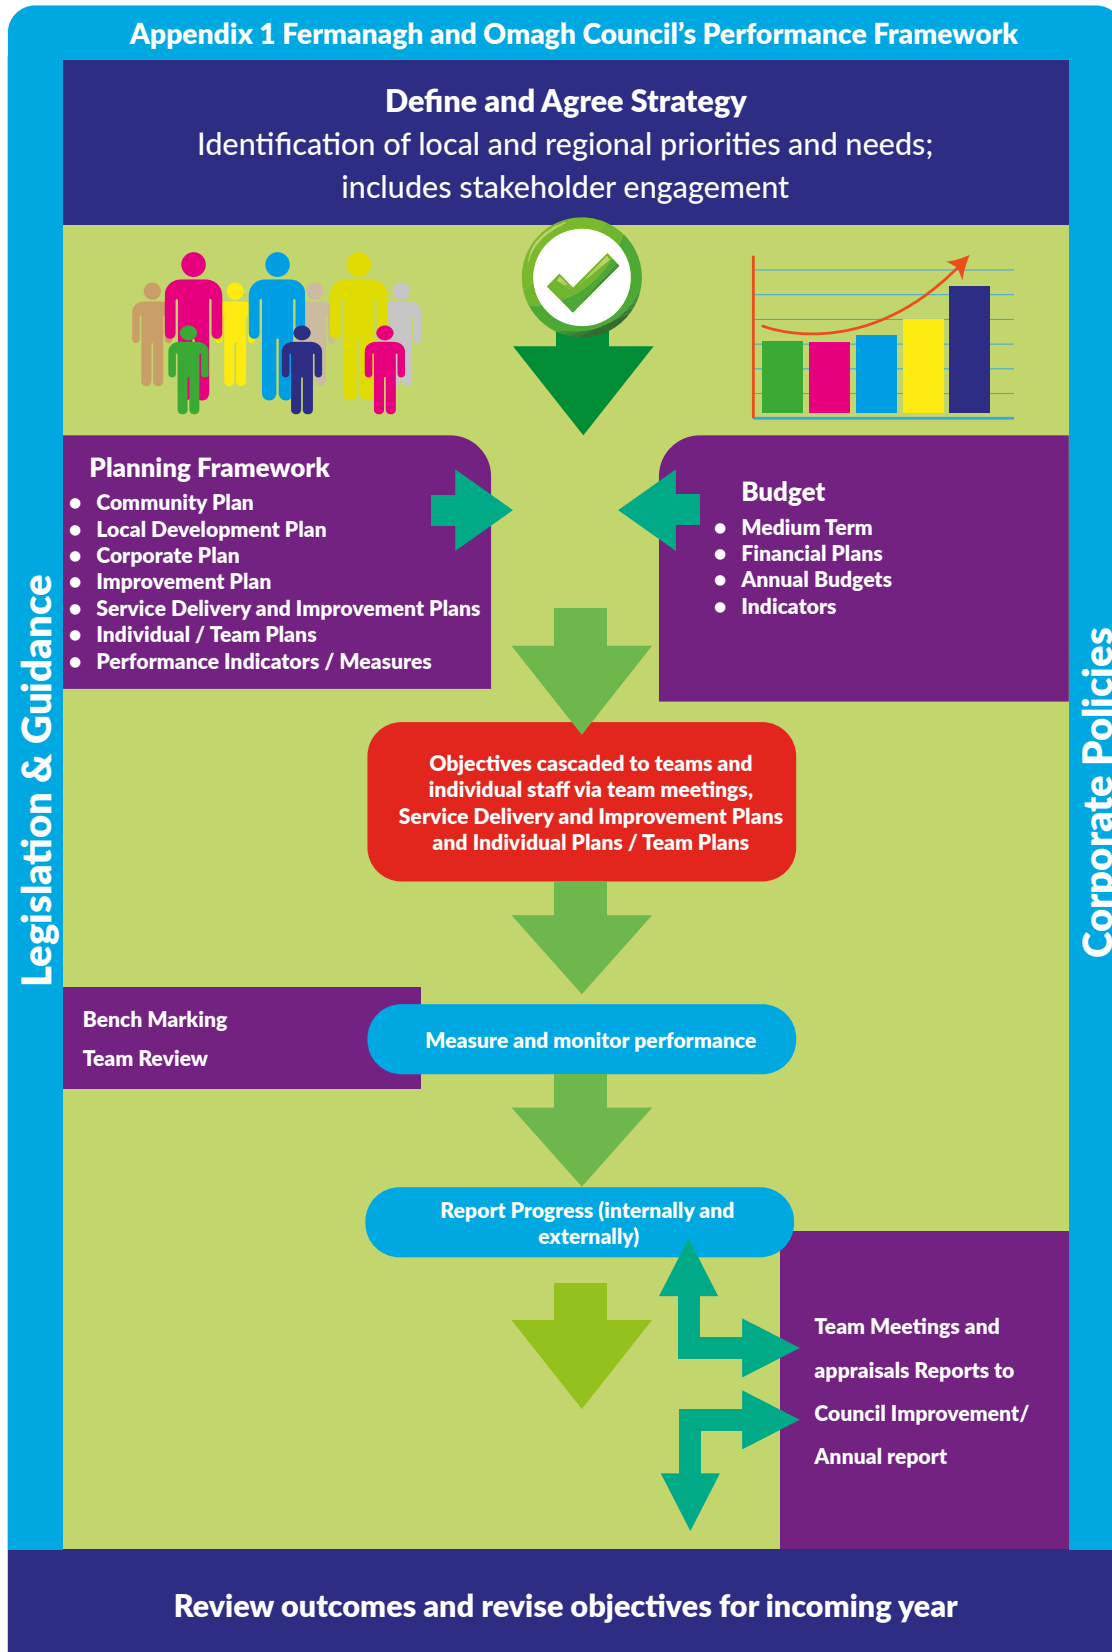 Appendix 1 Fermanagh and Omagh Council's Performance Framework
Define and Agree Strategy
Identification of local and regional priorities and needs;
includes stakeholder engagement
Legislation & Guidance
Planning Framework
● Community Plan
● Local Development Plan
● Corporate Plan
● Improvement Plan
● Service Delivery and Improvement Plans
● Individual / Team Plans
● Performance Indicators / Measures
Budget
● Medium Term
● Financial Plans
● Annual Budgets
● Indicators
Corporate Policies
Objectives cascaded to teams and
individual staff via team meetings,
Service Delivery and Improvement Plans
and Individual Plans / Team Plans
Bench Marking
Team Review
Measure and monitor performance
Report Progress (internally and
externally)
Team Meetings and
appraisals Reports to
Council Improvement/
Annual report
Review outcomes and revise objectives for incoming year